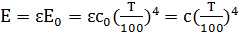 E = εE₀ = εc₀(T/100)⁴ = c(T/100)⁴